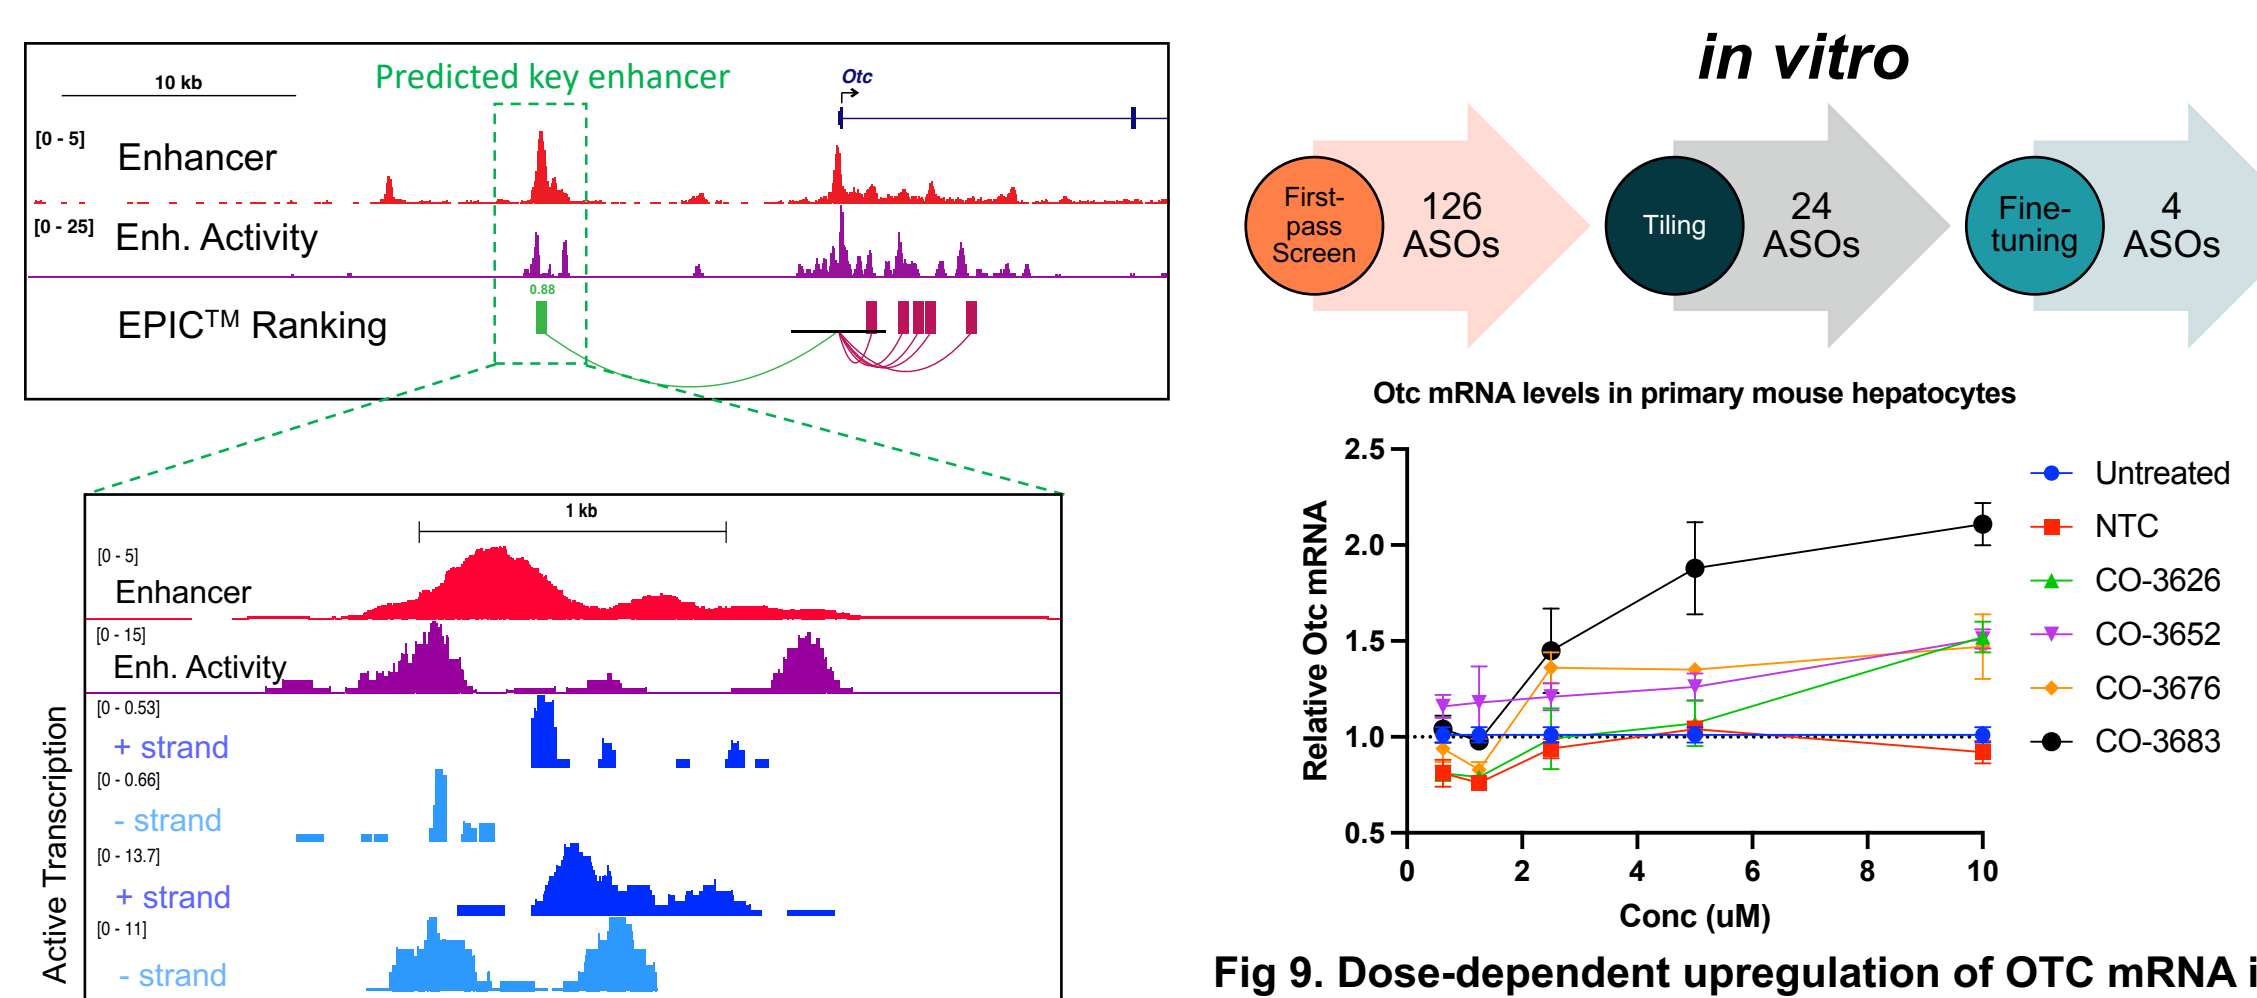 10 kb
Predicted key enhancer
Otc
[0 - 5]
Enhancer
[0 - 25]
Enh. Activity
0.88
EPIC™ Ranking
1 kb
[0 - 5]
Enhancer
[0 - 15]
Enh. Activity
Active Transcription
[0 - 0.53]
+ strand
[0 - 0.66]
- strand
[0 - 13.7]
+ strand
[0 - 11]
- strand
in vitro
First-
pass
Screen
126
ASOs
Tiling
24
ASOs
Fine-
tuning
4
ASOs
Otc mRNA levels in primary mouse hepatocytes
Relative Otc mRNA
2.5
2.0
1.5
1.0
0.5
0 2 4 6 8 10
Conc (uM)
Untreated
NTC
CO-3626
CO-3652
CO-3676
CO-3683
Fig 9. Dose-dependent upregulation of OTC mRNA i